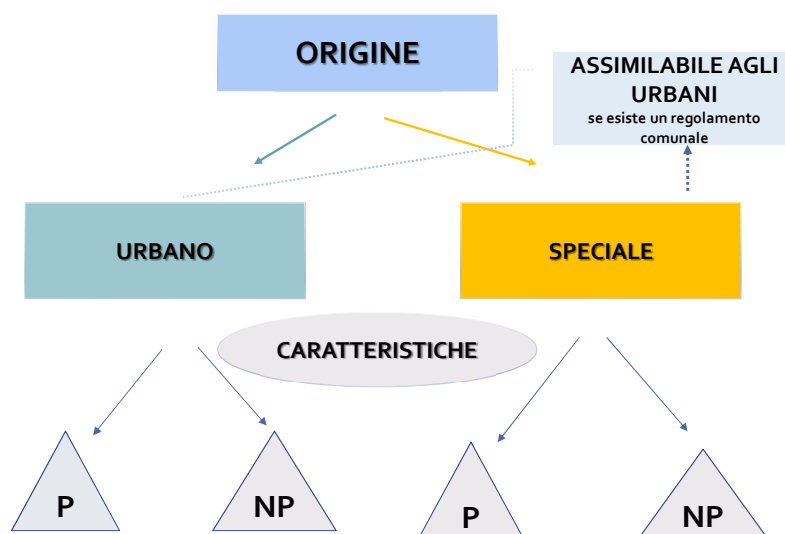 ORIGINE
ASSIMILABILE AGLI
URBANI
se esiste un regolamento
comunale
URBANO
SPECIALE
CARATTERISTICHE
P
NP
P
NP